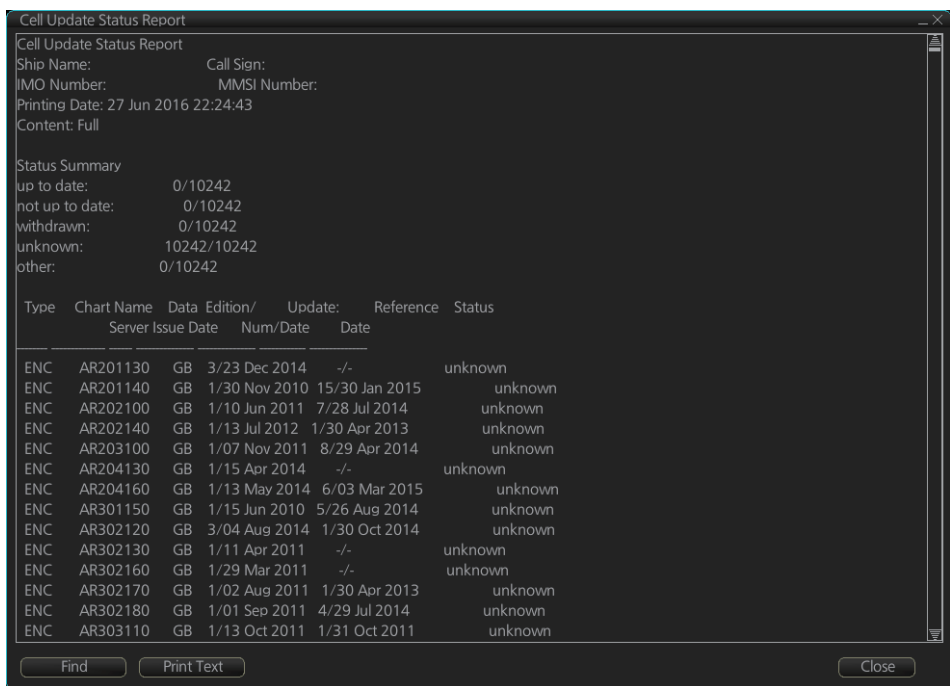 Cell Update Status Report
Cell Update Status Report
Ship Name: Call Sign:
IMO Number: MMSI Number:
Printing Date: 27 Jun 2016 22:24:43
Content: Full
Status Summary
up to date: 0/10242
not up to date: 0/10242
withdrawn: 0/10242
unknown: 10242/10242
other: 0/10242
Type Chart Name Data Edition/ Update: Reference Status
Server Issue Date Num/Date Date
ENC AR201130 GB 3/23 Dec 2014 -/- unknown
ENC AR201140 GB 1/30 Nov 2010 15/30 Jan 2015 unknown
ENC AR202100 GB 1/10 Jun 2011 7/28 Jul 2014 unknown
ENC AR202140 GB 1/13 Jul 2012 1/30 Apr 2013 unknown
ENC AR203100 GB 1/07 Nov 2011 8/29 Apr 2014 unknown
ENC AR204130 GB 1/15 Apr 2014 -/- unknown
ENC AR204160 GB 1/13 May 2014 6/03 Mar 2015 unknown
ENC AR301150 GB 1/15 Jun 2010 5/26 Aug 2014 unknown
ENC AR302120 GB 3/04 Aug 2014 1/30 Oct 2014 unknown
ENC AR302130 GB 1/11 Apr 2011 -/- unknown
ENC AR302160 GB 1/29 Mar 2011 -/- unknown
ENC AR302170 GB 1/02 Aug 2011 1/30 Apr 2013 unknown
ENC AR302180 GB 1/01 Sep 2011 4/29 Jul 2014 unknown
ENC AR303110 GB 1/13 Oct 2011 1/31 Oct 2011 unknown
Find Print Text Close